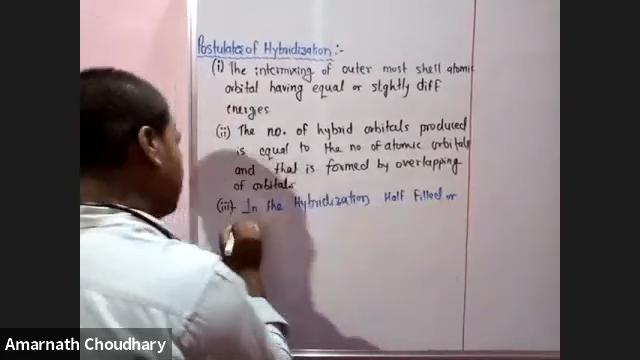 Postulates of Hybridization :-
(i) The intermixing of outer most shell atomic
orbital having equal or slightly diff
energes
(ii) The no. of hybrid orbitals produced
is equal to the no of atomic orbitals
and that is formed by overlapping
of orbitals
(iii) In the Hybridization Half filled or
Amarnath Choudhary